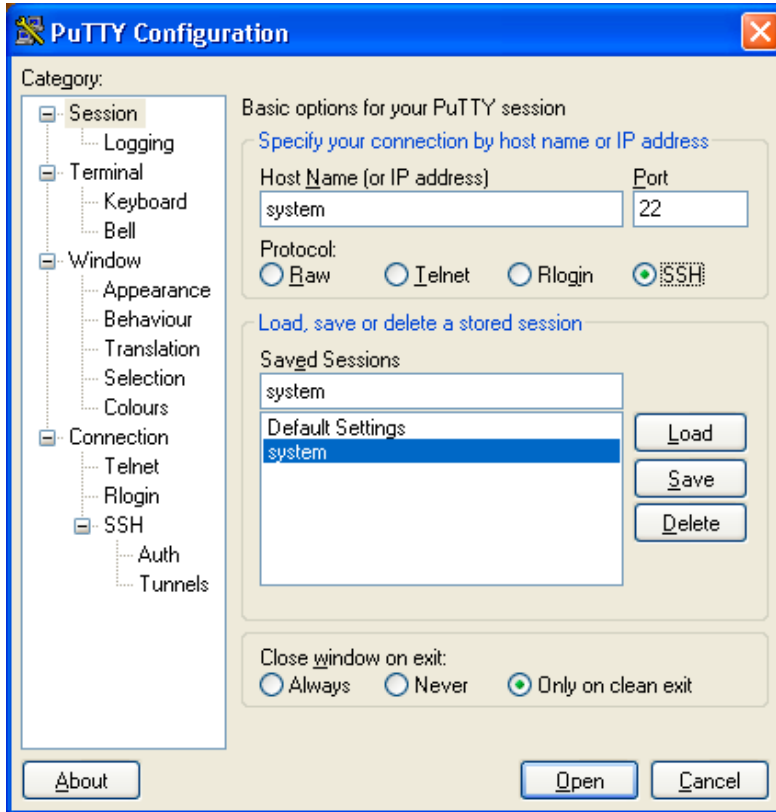 PuTTY Configuration
Category:
Session
Logging
Terminal
Keyboard
Bell
Window
Appearance
Behaviour
Translation
Selection
Colours
Connection
Telnet
Rlogin
SSH
Auth
Tunnels
Basic options for your PuTTY session
Specify your connection by host name or IP address
Host Name (or IP address) Port
system 22
Protocol:
Raw Telnet Rlogin SSH
Load, save or delete a stored session
Saved Sessions
system
Default Settings
system
Load
Save
Delete
Close window on exit:
Always Never Only on clean exit
About Open Cancel